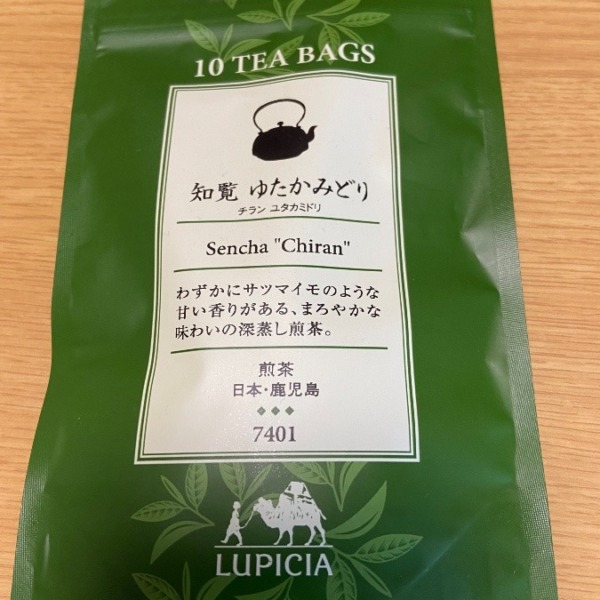 10 TEA BAGS
知覧 ゆたかみどり
チラン ユタカミドリ
Sencha "Chiran"
わずかにサツマイモのような
甘い香りがある、まろやかな
味わいの深蒸し煎茶。
煎茶
日本・鹿児島
7401
LUPICIA